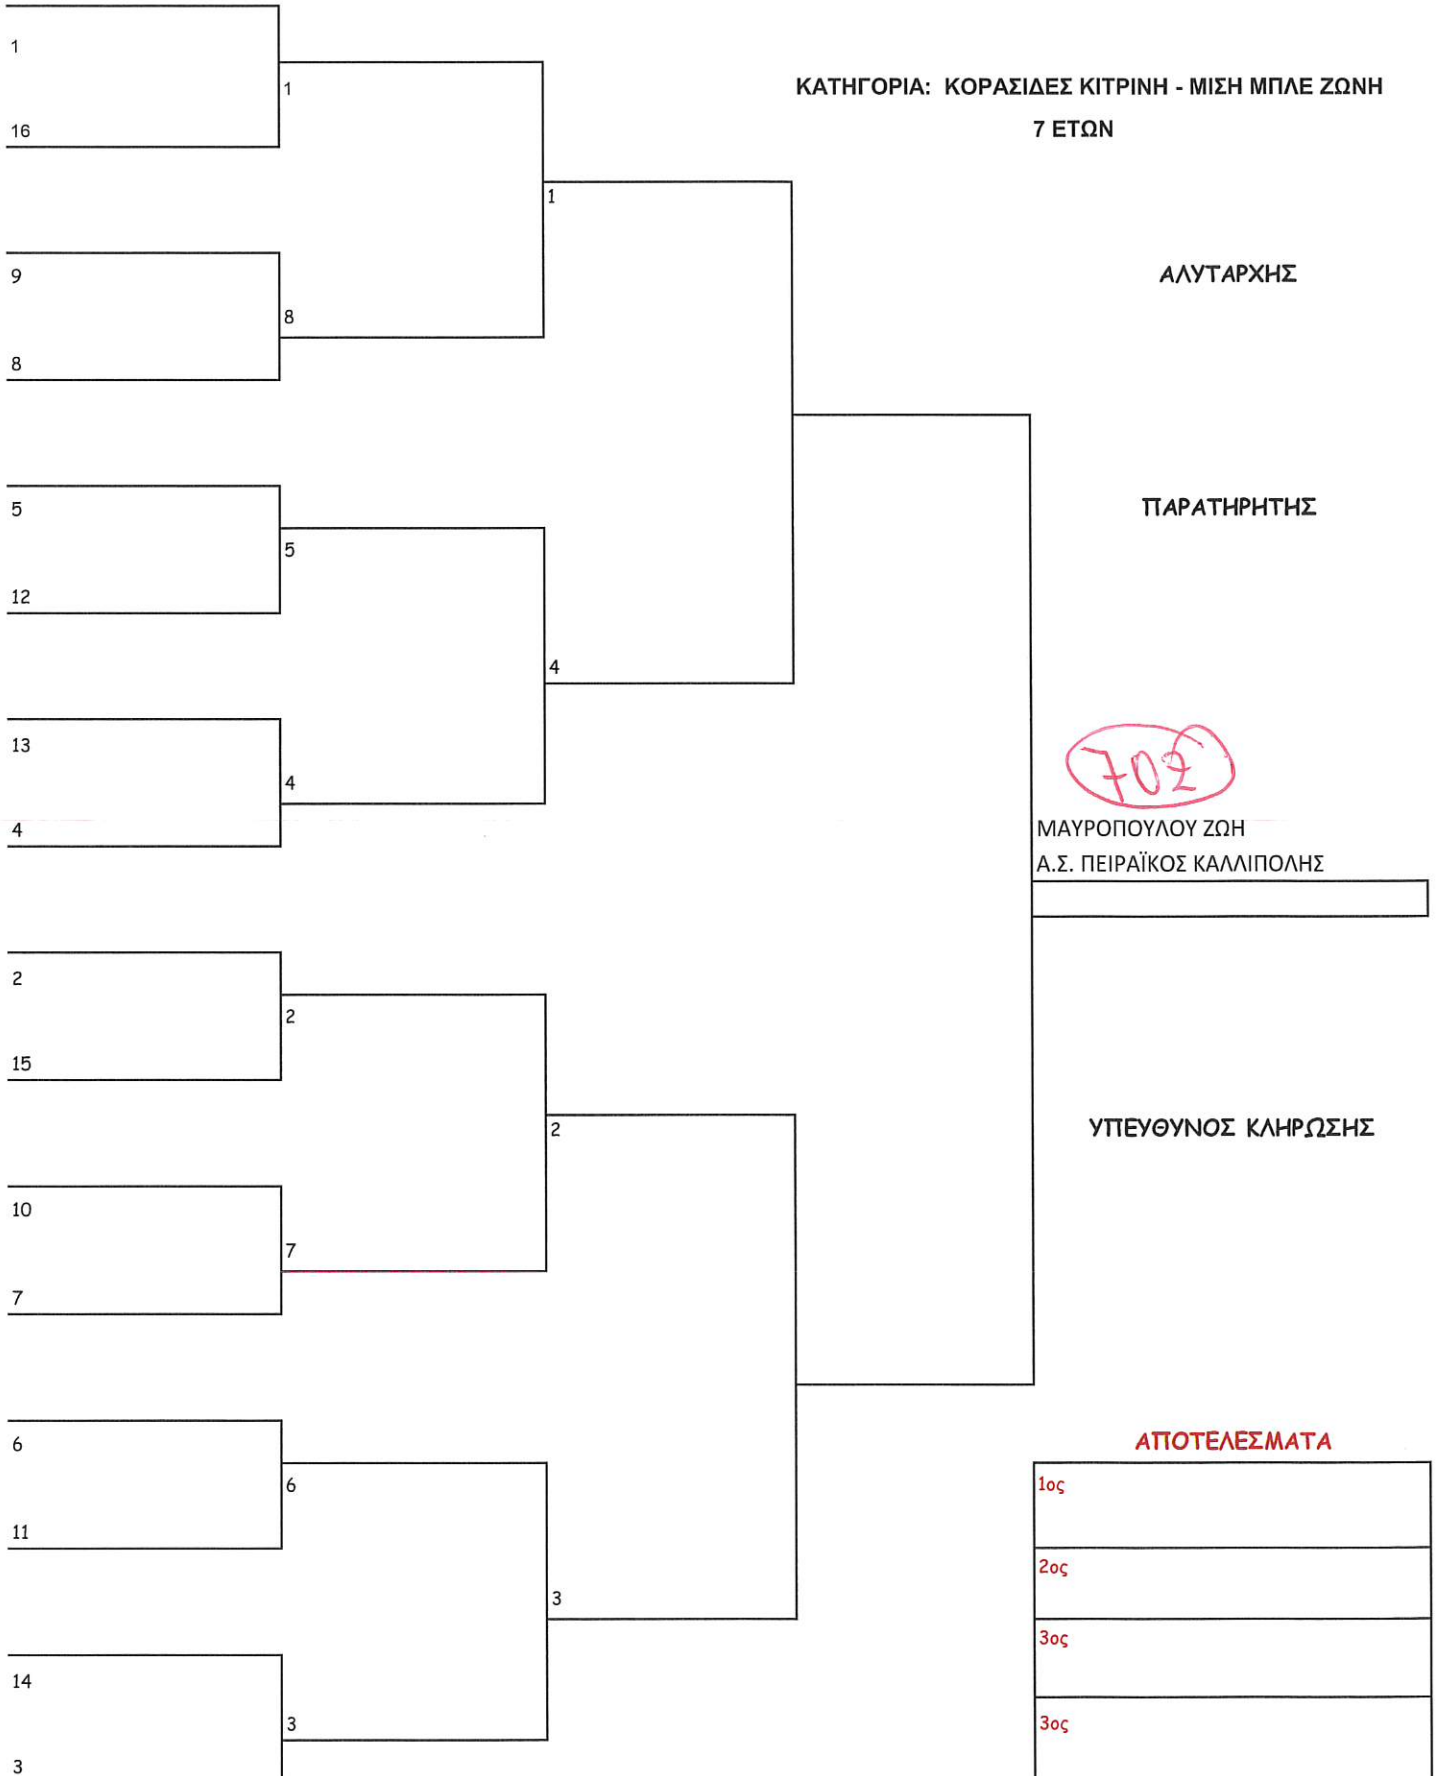 1
1
ΚΑΤΗΓΟΡΙΑ: ΚΟΡΑΣΙΔΕΣ ΚΙΤΡΙΝΗ - ΜΙΣΗ ΜΠΛΕ ΖΩΝΗ
7 ΕΤΩΝ
16
1
9
ΑΛΥΤΑΡΧΗΣ
8
8
5
ΠΑΡΑΤΗΡΗΤΗΣ
5
12
4
13
702
4
4
ΜΑΥΡΟΠΟΥΛΟΥ ΖΩΗ
Α.Σ. ΠΕΙΡΑΪΚΟΣ ΚΑΛΛΙΠΟΛΗΣ
2
2
15
2
ΥΠΕΥΘΥΝΟΣ ΚΛΗΡΩΣΗΣ
10
7
7
6
ΑΠΟΤΕΛΕΣΜΑΤΑ
6
1ος
11
2ος
3
3ος
14
3
3ος
3